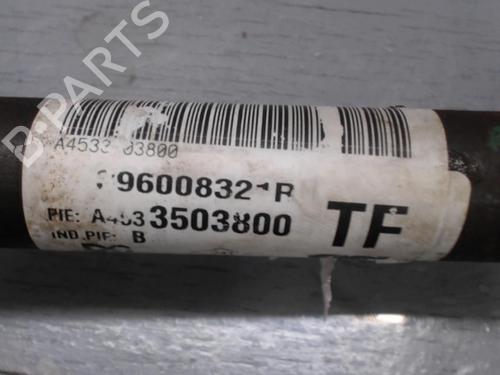 B-PARTS
A4533 03800
9600832 R
PIE: A453 3503800
TF
IND.PIE: B